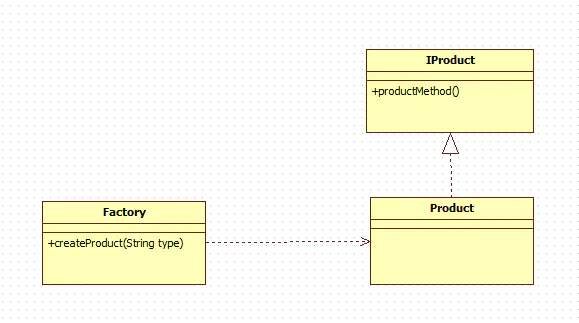 IProduct
+productMethod()
Factory
+createProduct(String type)
Product